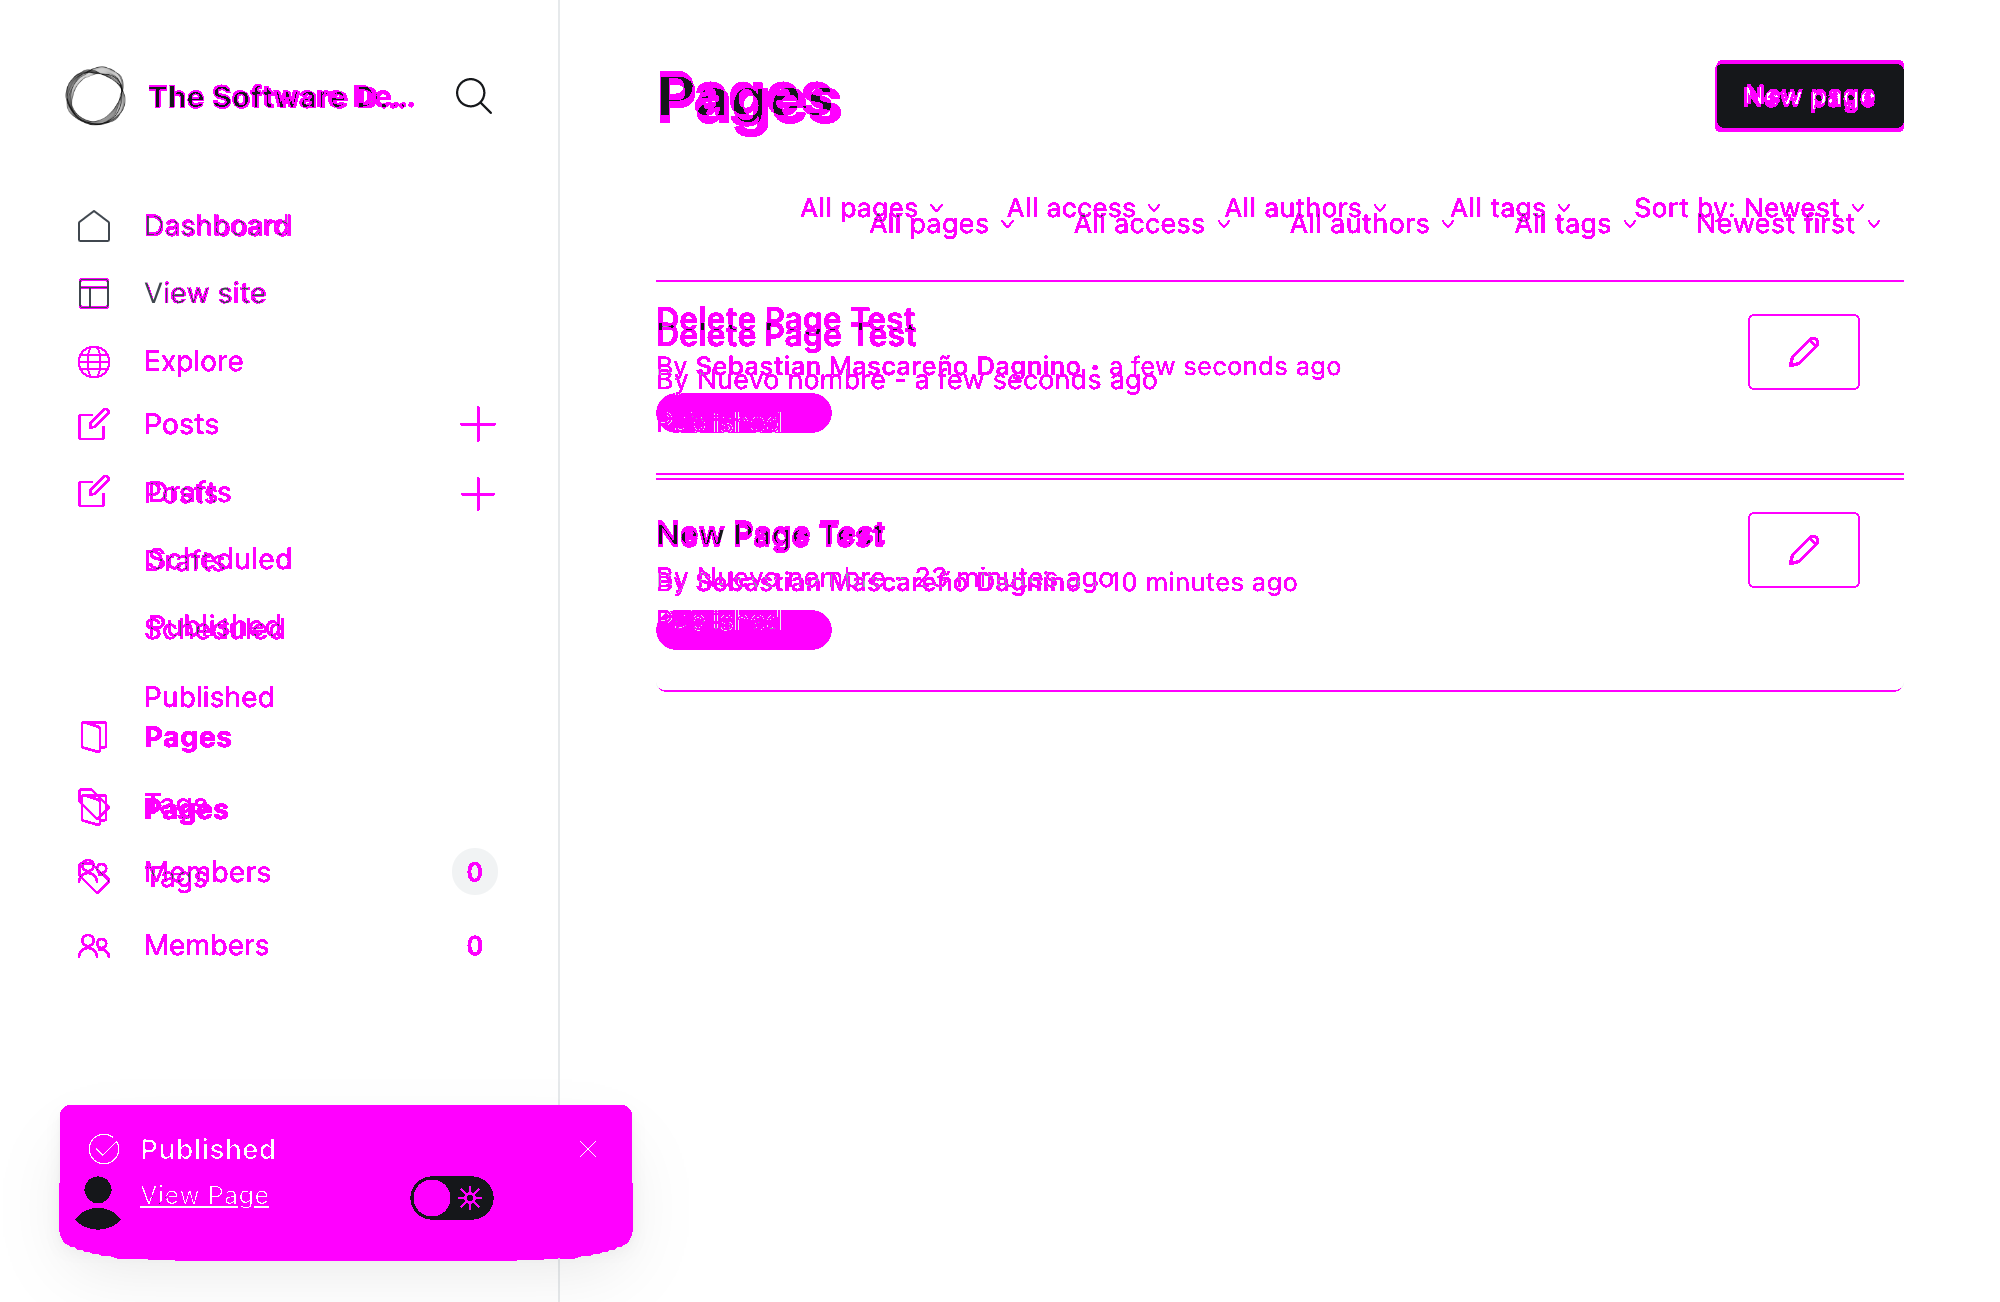 The Software De...
Pages
New page
Dashboard
View site
Explore
Posts
Drafts
Posts
Scheduled
Drafts
Published
Scheduled
Published
Pages
Tags
Pages
Members 0
Tags
Members 0
All pages All access All authors All tags Sort by: Newest
All pages All access All authors All tags Newest first
Delete Page Test
Delete Page Test
By Sebastian Mascareño Dagnino - a few seconds ago
By Nuevo nombre - a few seconds ago
Published
New Page Test
By Nuevo nombre - 23 minutes ago
By Sebastian Mascareño Dagnino - 10 minutes ago
Published
Published
View Page